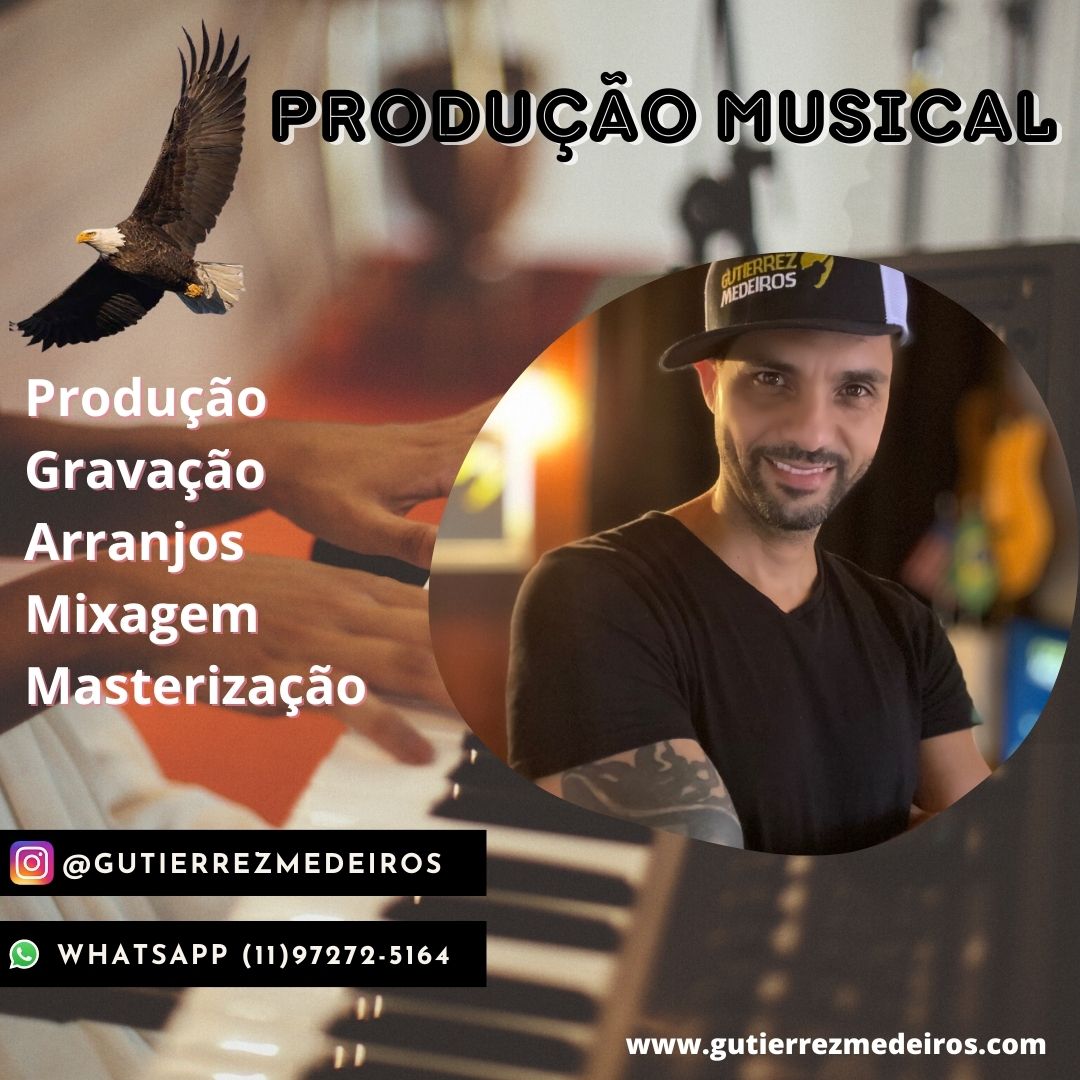 PRODUÇÃO MUSICAL
GUTIERREZ
MEDEIROS
Produção
Gravação
Arranjos
Mixagem
Masterização
@GUTIERREZMEDEIROS
WHATSAPP (11)97272-5164
www.gutierrezmedeiros.com